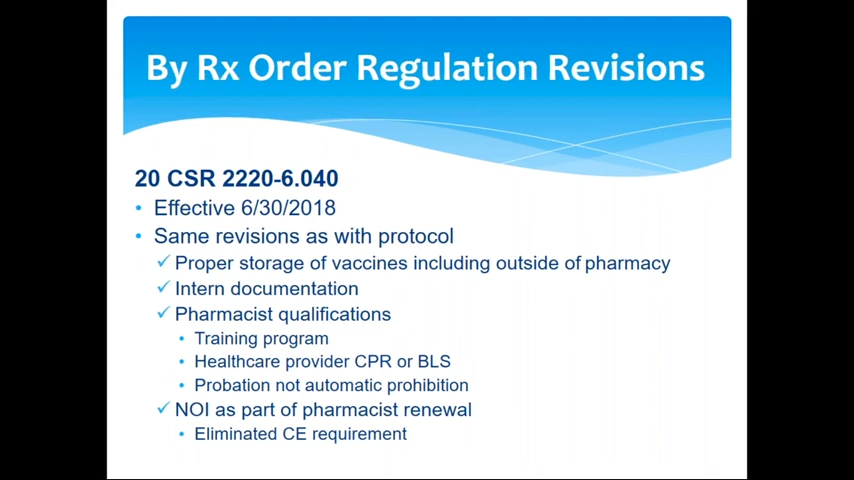 By Rx Order Regulation Revisions
20 CSR 2220-6.040
• Effective 6/30/2018
• Same revisions as with protocol
✓ Proper storage of vaccines including outside of pharmacy
✓ Intern documentation
✓ Pharmacist qualifications
• Training program
• Healthcare provider CPR or BLS
• Probation not automatic prohibition
✓ NOI as part of pharmacist renewal
• Eliminated CE requirement